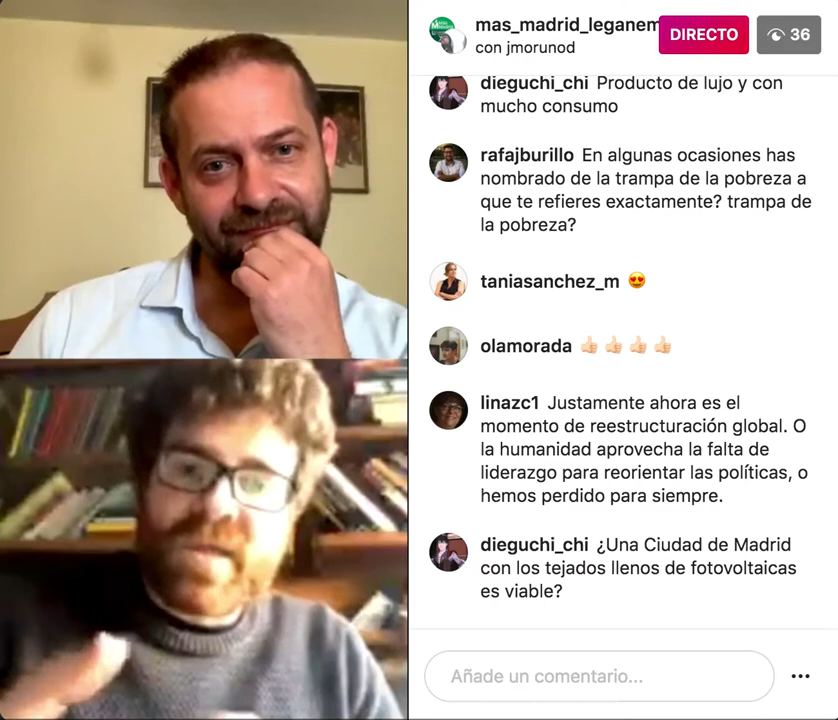 mas_madrid_leganem
DIRECTO
36
con jmorunod
dieguchi_chi Producto de lujo y con
mucho consumo
rafajburillo En algunas ocasiones has
nombrado de la trampa de la pobreza a
que te refieres exactamente? trampa de
la pobreza?
taniasanchez_m 😍
olamorada 👍🏻 👍🏻 👍🏻 👍🏻
linazc1 Justamente ahora es el
momento de reestructuración global. O
la humanidad aprovecha la falta de
liderazgo para reorientar las políticas, o
hemos perdido para siempre.
dieguchi_chi ¿Una Ciudad de Madrid
con los tejados llenos de fotovoltaicas
es viable?
Añade un comentario...